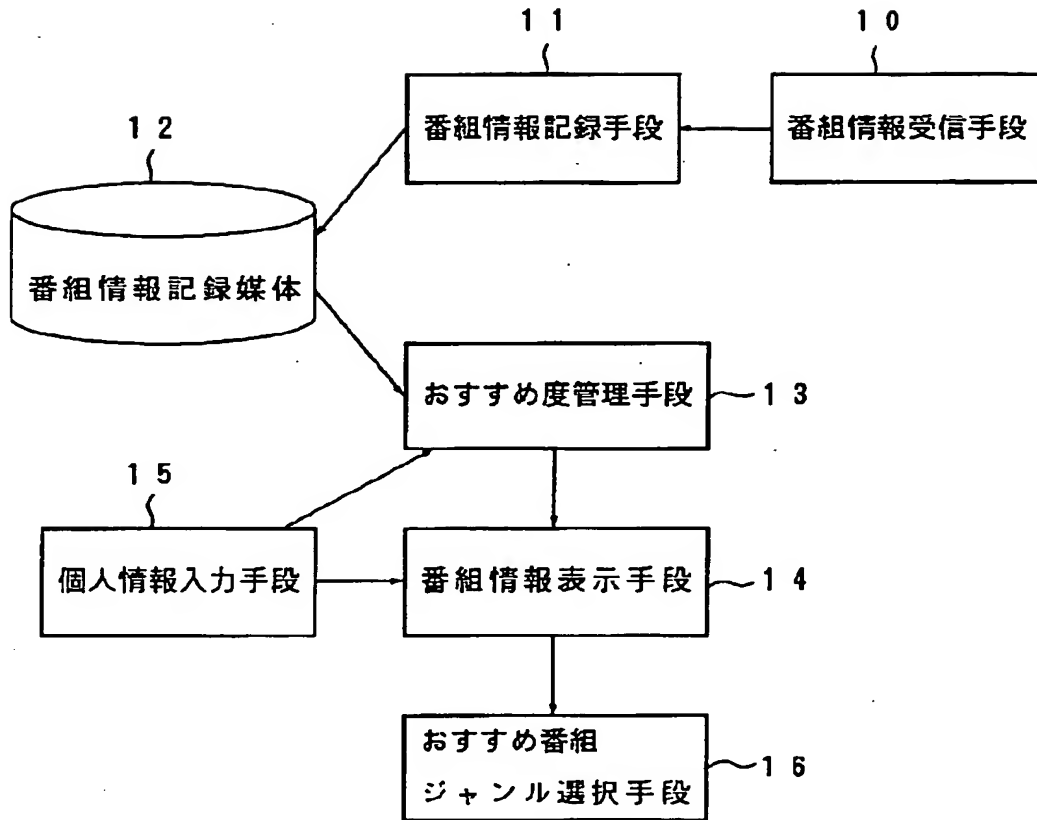 11
10
番組情報記録手段
番組情報受信手段
12
番組情報記録媒体
おすすめ度管理手段
13
15
個人情報入力手段
番組情報表示手段
14
おすすめ番組
ジャンル選択手段
16